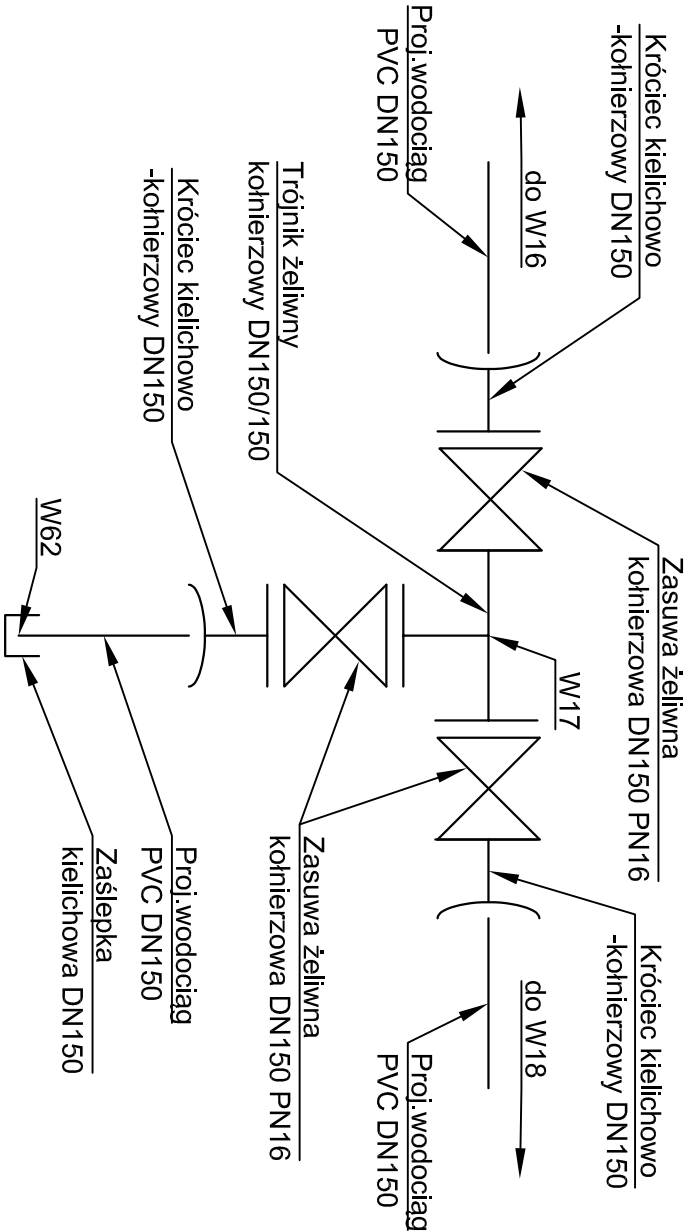 Króciec kielichowo
-kołnierzowy DN150
do W16
Proj.wodociąg
PVC DN150
Zasuwa żeliwna
kołnierzowa DN150 PN16
W17
Króciec kielichowo
-kołnierzowy DN150
do W18
Proj.wodociąg
PVC DN150
Trójnik żeliwny
kołnierzowy DN150/150
Króciec kielichowo
-kołnierzowy DN150
Zasuwa żeliwna
kołnierzowa DN150 PN16
W62
Proj.wodociąg
PVC DN150
Zaślepka
kielichowa DN150